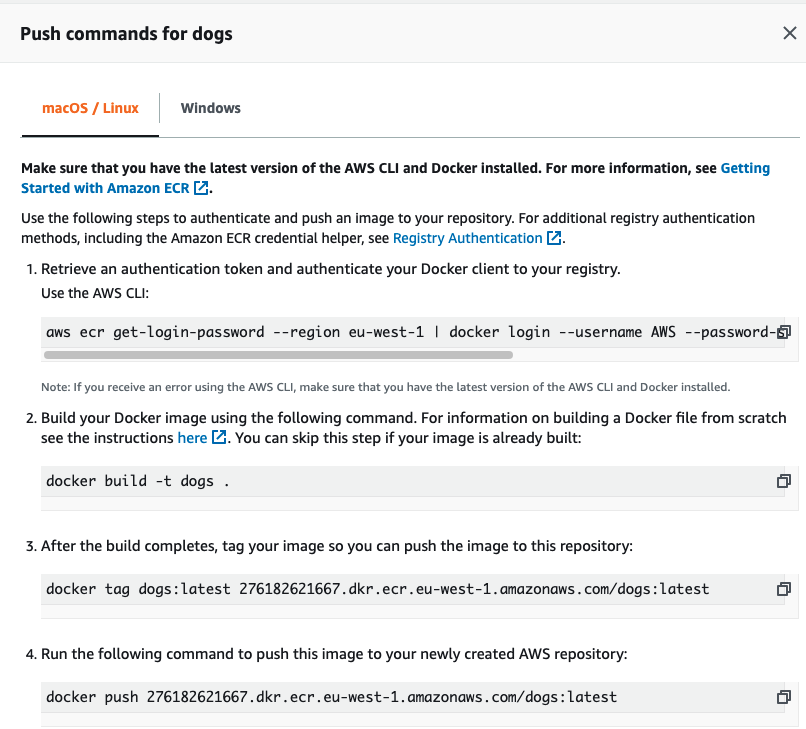 Push commands for dogs
macOS / Linux
Windows
Make sure that you have the latest version of the AWS CLI and Docker installed. For more information, see Getting
Started with Amazon ECR.
Use the following steps to authenticate and push an image to your repository. For additional registry authentication
methods, including the Amazon ECR credential helper, see Registry Authentication.
1. Retrieve an authentication token and authenticate your Docker client to your registry.
Use the AWS CLI:
aws ecr get-login-password --region eu-west-1 | docker login --username AWS --password-s
Note: If you receive an error using the AWS CLI, make sure that you have the latest version of the AWS CLI and Docker installed.
2. Build your Docker image using the following command. For information on building a Docker file from scratch
see the instructions here. You can skip this step if your image is already built:
docker build -t dogs .
3. After the build completes, tag your image so you can push the image to this repository:
docker tag dogs:latest 276182621667.dkr.ecr.eu-west-1.amazonaws.com/dogs:latest
4. Run the following command to push this image to your newly created AWS repository:
docker push 276182621667.dkr.ecr.eu-west-1.amazonaws.com/dogs:latest